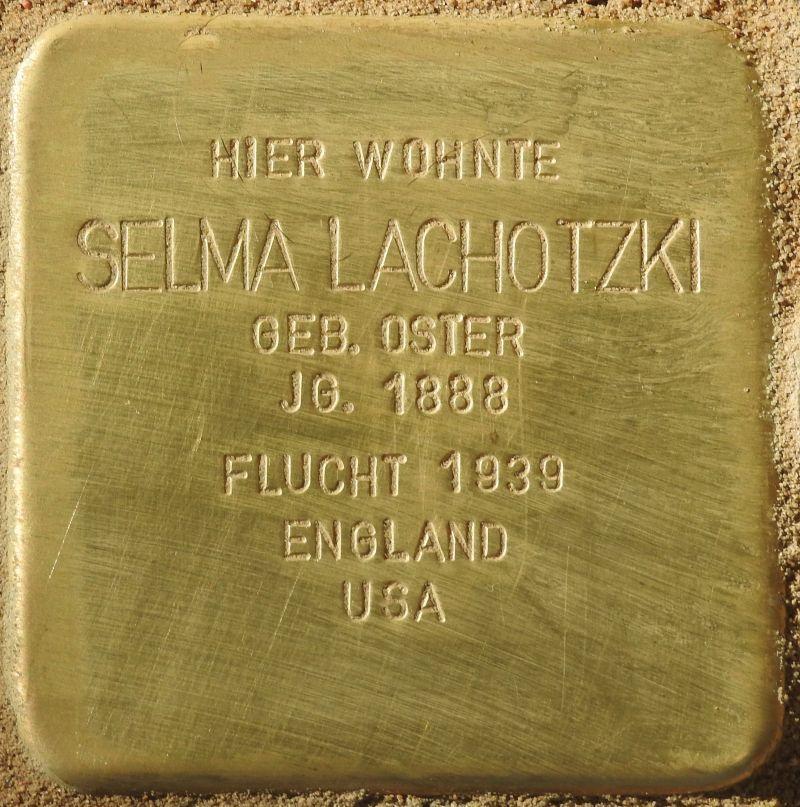 HIER WOHNTE
SELMA LACHOTZKI
GEB. OSTER
JG. 1888
FLUCHT 1939
ENGLAND
USA